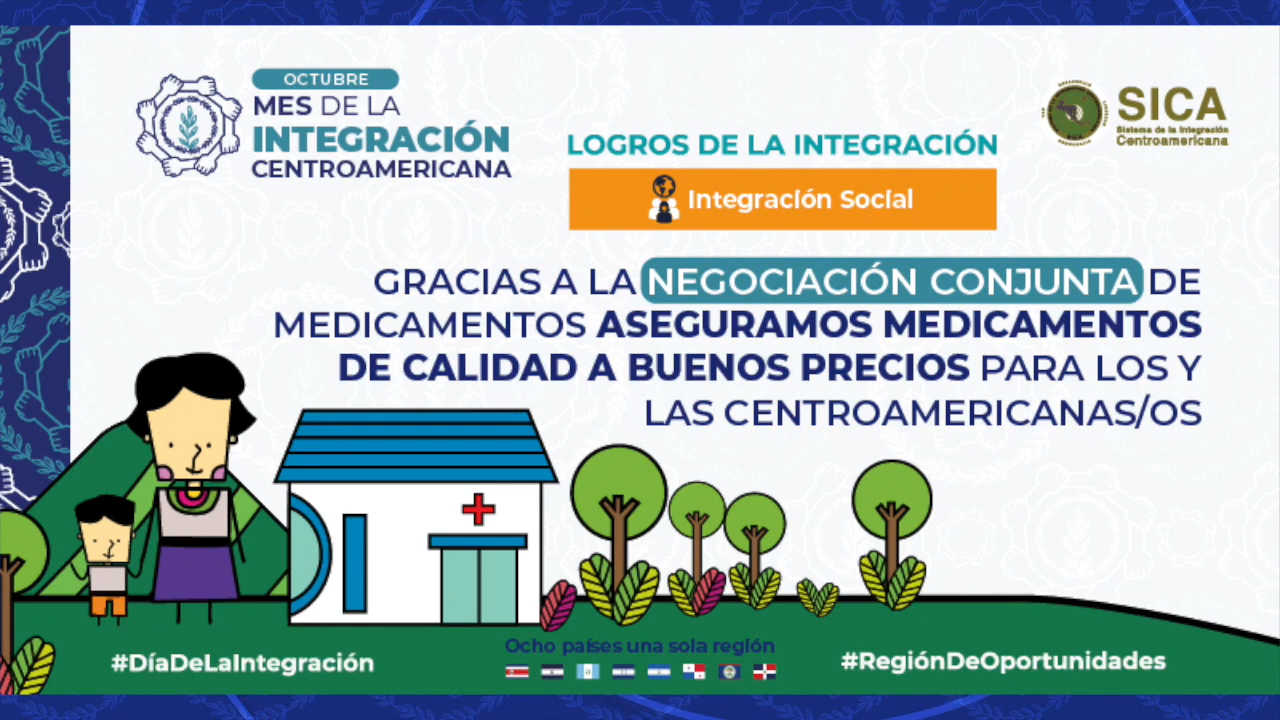 OCTUBRE
MES DE LA
INTEGRACIÓN
CENTROAMERICANA
LOGROS DE LA INTEGRACIÓN
Integración Social
SICA
Sistema de la Integración
Centroamericana
GRACIAS A LA NEGOCIACIÓN CONJUNTA DE
MEDICAMENTOS ASEGURAMOS MEDICAMENTOS
DE CALIDAD A BUENOS PRECIOS PARA LOS Y
LAS CENTROAMERICANAS/OS
Ocho países una sola región
#DíaDeLaIntegración
#RegiónDeOportunidades